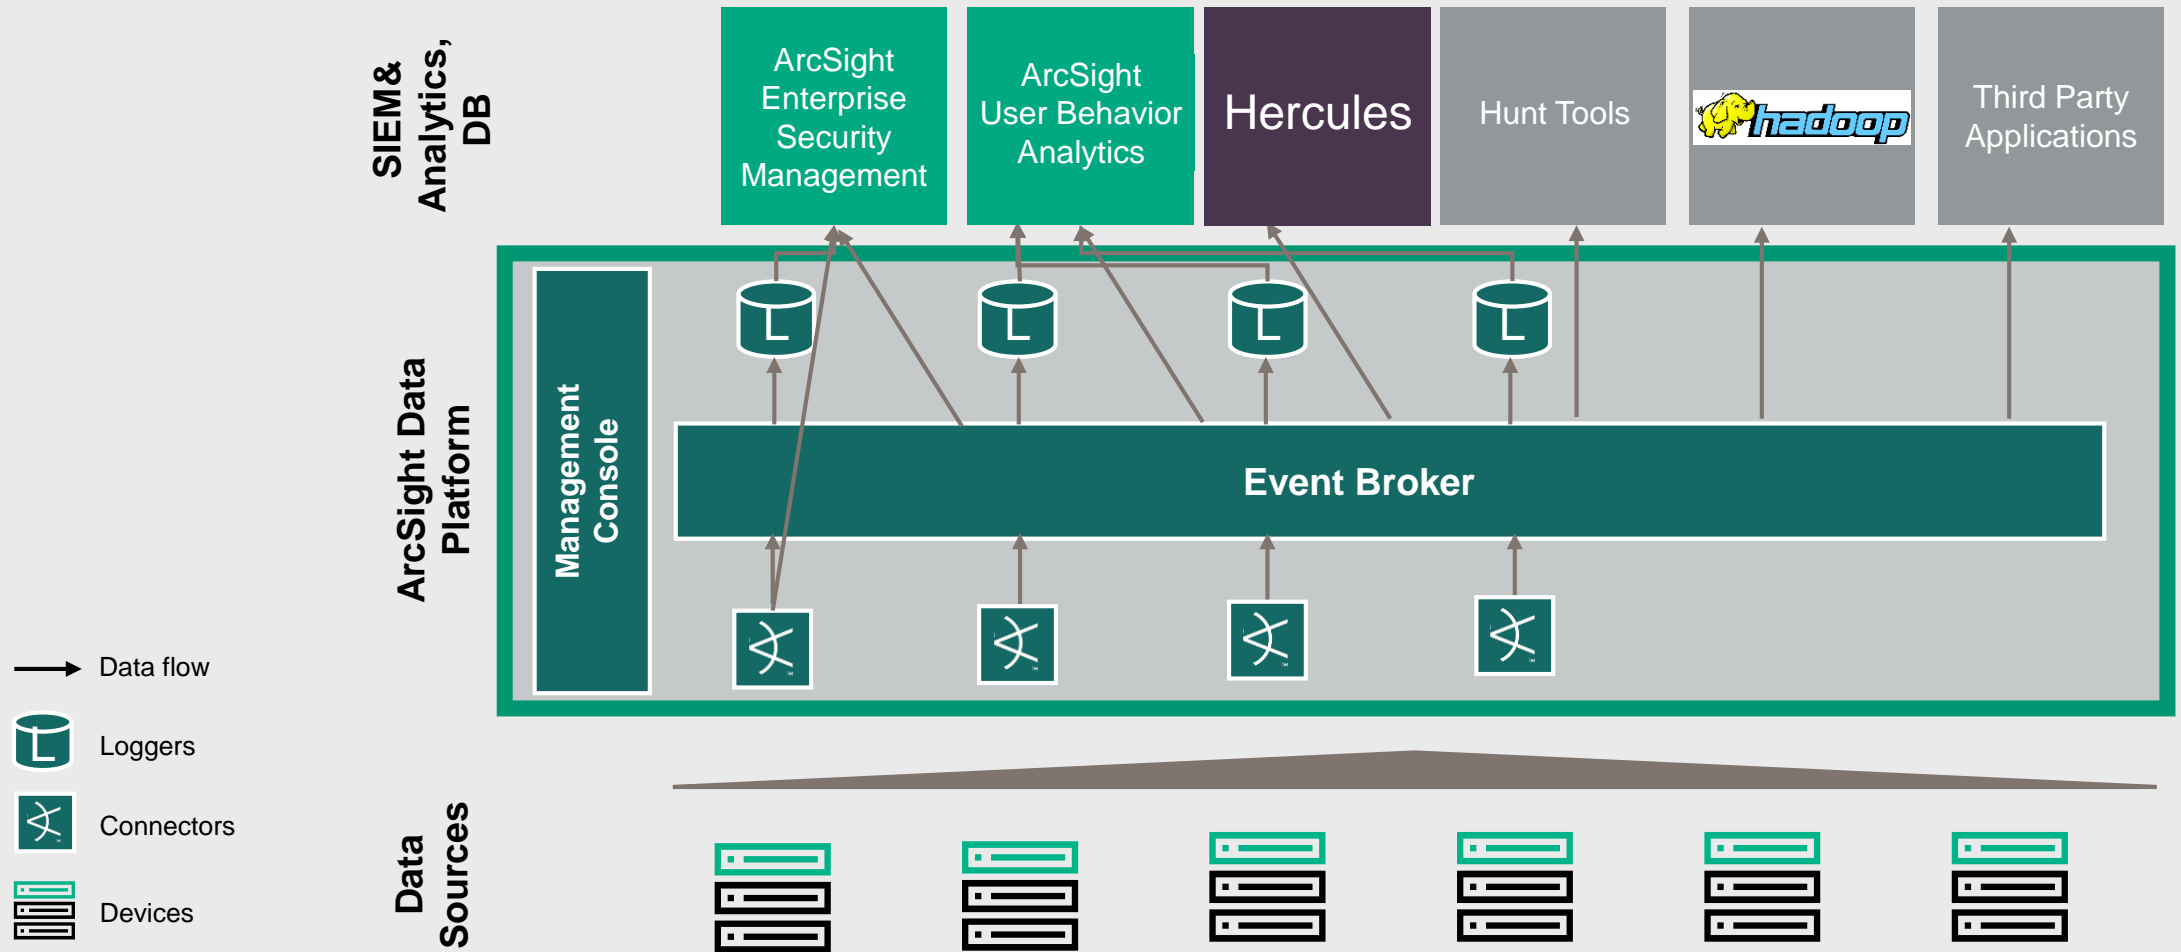 SIEM&
Analytics,
DB
ArcSight
Enterprise
Security
Management
ArcSight
User Behavior
Analytics
Hercules
Hunt Tools
hadoop
Third Party
Applications
ArcSight Data
Platform
Management
Console
L
L
L
L
Event Broker
Data flow
L
Loggers
Connectors
Devices
Data
Sources